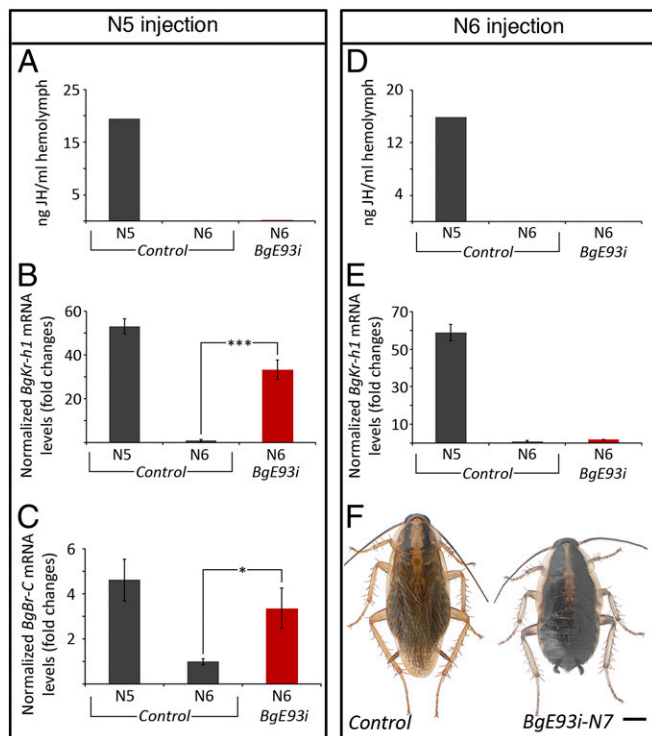 N5 injection
A
ng JH/ml hemolymph
25
20
15
10
5
N5
N6
N6
Control
BgE93i
B
Normalized BgKr-h1 mRNA
levels (fold changes)
60
40
20
***
N5
N6
N6
Control
BgE93i
C
Normalized BgBr-C mRNA
levels (fold changes)
6
4
2
*
N5
N6
N6
Control
BgE93i
N6 injection
D
ng JH/ml hemolymph
20
16
12
8
4
N5
N6
N6
Control
BgE93i
E
Normalized BgKr-h1 mRNA
levels (fold changes)
70
50
30
10
N5
N6
N6
Control
BgE93i
F
Control
BgE93i-N7